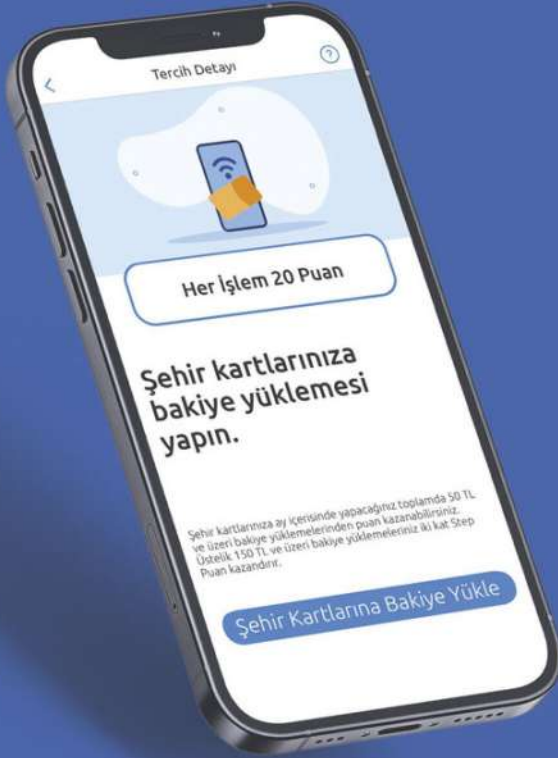 Tercih Detayı
?
Her İşlem 20 Puan
Şehir kartlarınıza
bakiye yüklemesi
yapın.
Şehir kartlarınıza ay içerisinde yapacağınız toplamda 50 TL
ve üzeri bakiye yüklemelerinden puan kazanabilirsiniz.
Üstelik 150 TL ve üzeri bakiye yüklemeleriniz iki kat Step
Puan kazandırır.
Şehir Kartlarına Bakiye Yükle